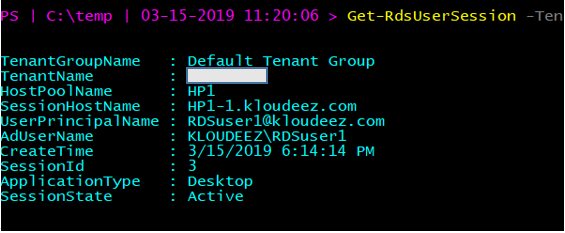 PS | C:\temp | 03-15-2019 11:20:06 > Get-RdsUserSession -Ten
TenantGroupName : Default Tenant Group
TenantName :
HostPoolName : HP1
SessionHostName : HP1-1.kloudeez.com
UserPrincipalName : RDSuser1@kloudeez.com
AdUserName : KLOUDEEZ\RDSuser1
CreateTime : 3/15/2019 6:14:14 PM
SessionId : 3
ApplicationType : Desktop
SessionState : Active